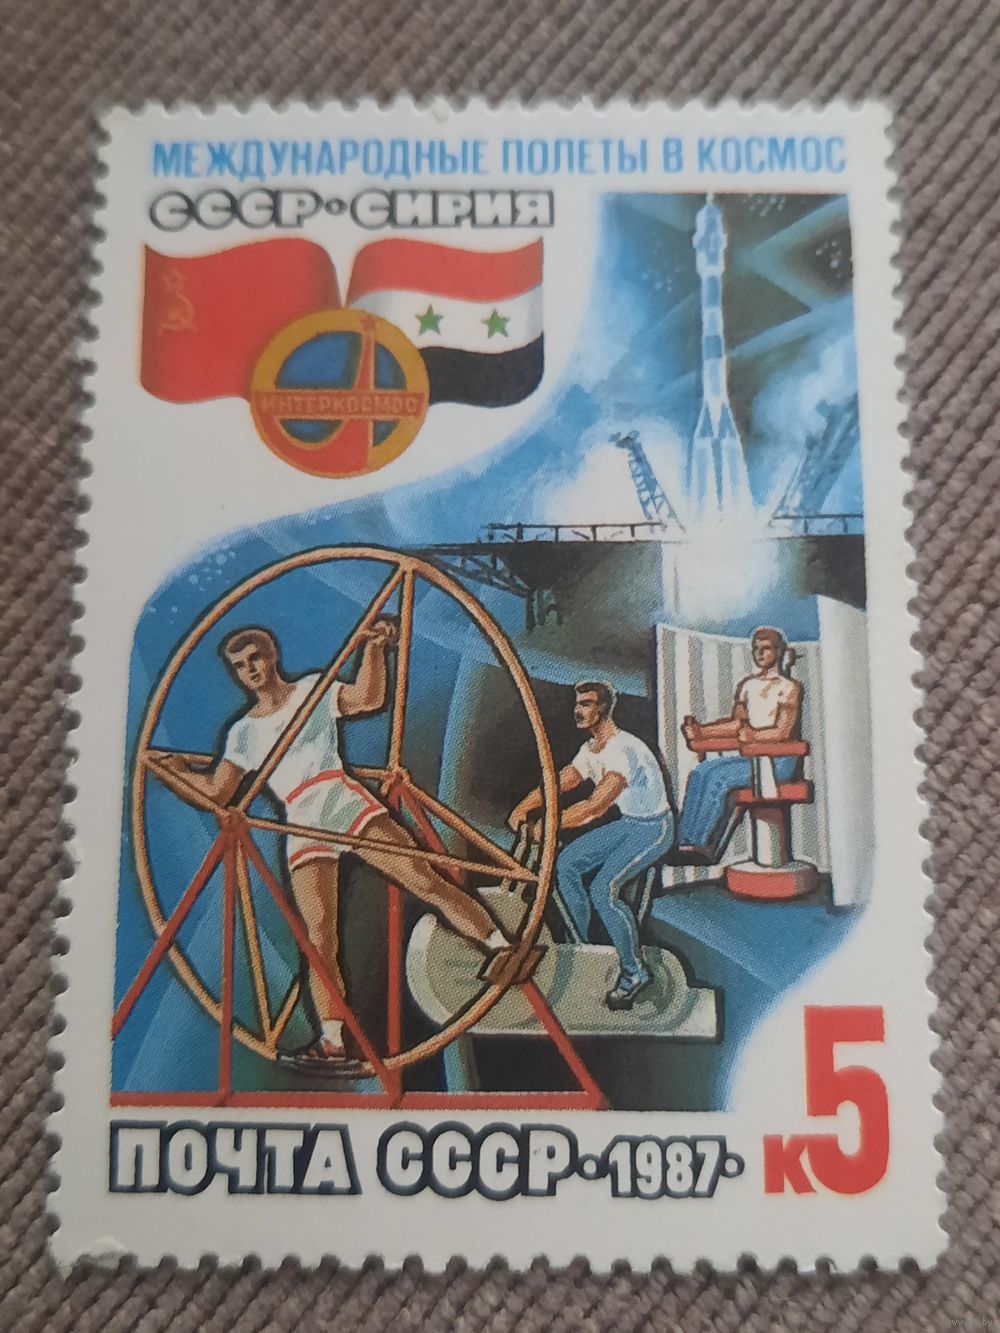 МЕЖДУНАРОДНЫЕ ПОЛЕТЫ В КОСМОС
СССР·СИРИЯ
ИНТЕРКОСМОС
ПОЧТА СССР·1987·
к5